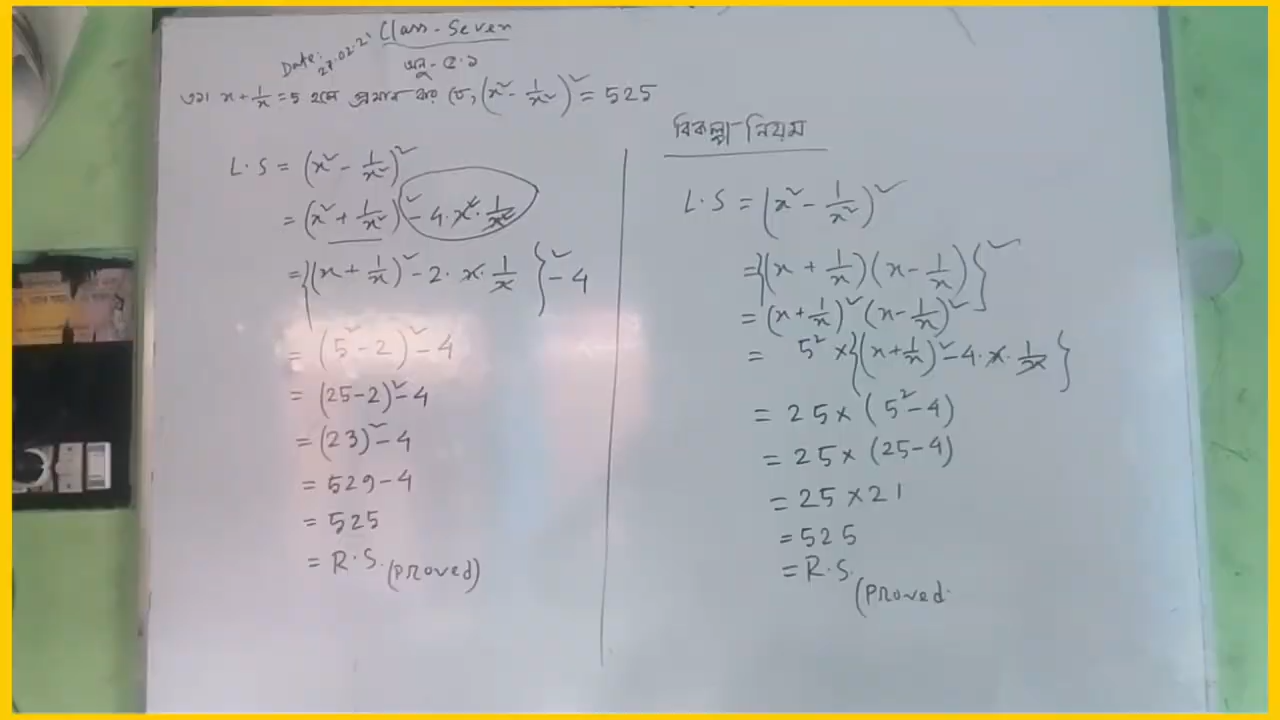 Class-Seven
Date: 27.02.21
অনু- ৫.১
৩৭। x + 1/x = 5 হলে প্রমান কর যে, (x² - 1/x²)² = 525
L.S = (x² - 1/x²)²
= (x² + 1/x²)² - 4.x².1/x²
= {(x + 1/x)² - 2.x.1/x}² - 4
= (5² - 2)² - 4
= (25-2)² - 4
= (23)² - 4
= 529 - 4
= 525
= R.S. (proved)
বিকল্প-নিয়ম
L.S = (x² - 1/x²)²
= {(x + 1/x)(x - 1/x)}²
= (x + 1/x)² (x - 1/x)²
= 5² × {(x + 1/x)² - 4.x.1/x}
= 25 × (5² - 4)
= 25 × (25-4)
= 25 × 21
= 525
= R.S.
(proved